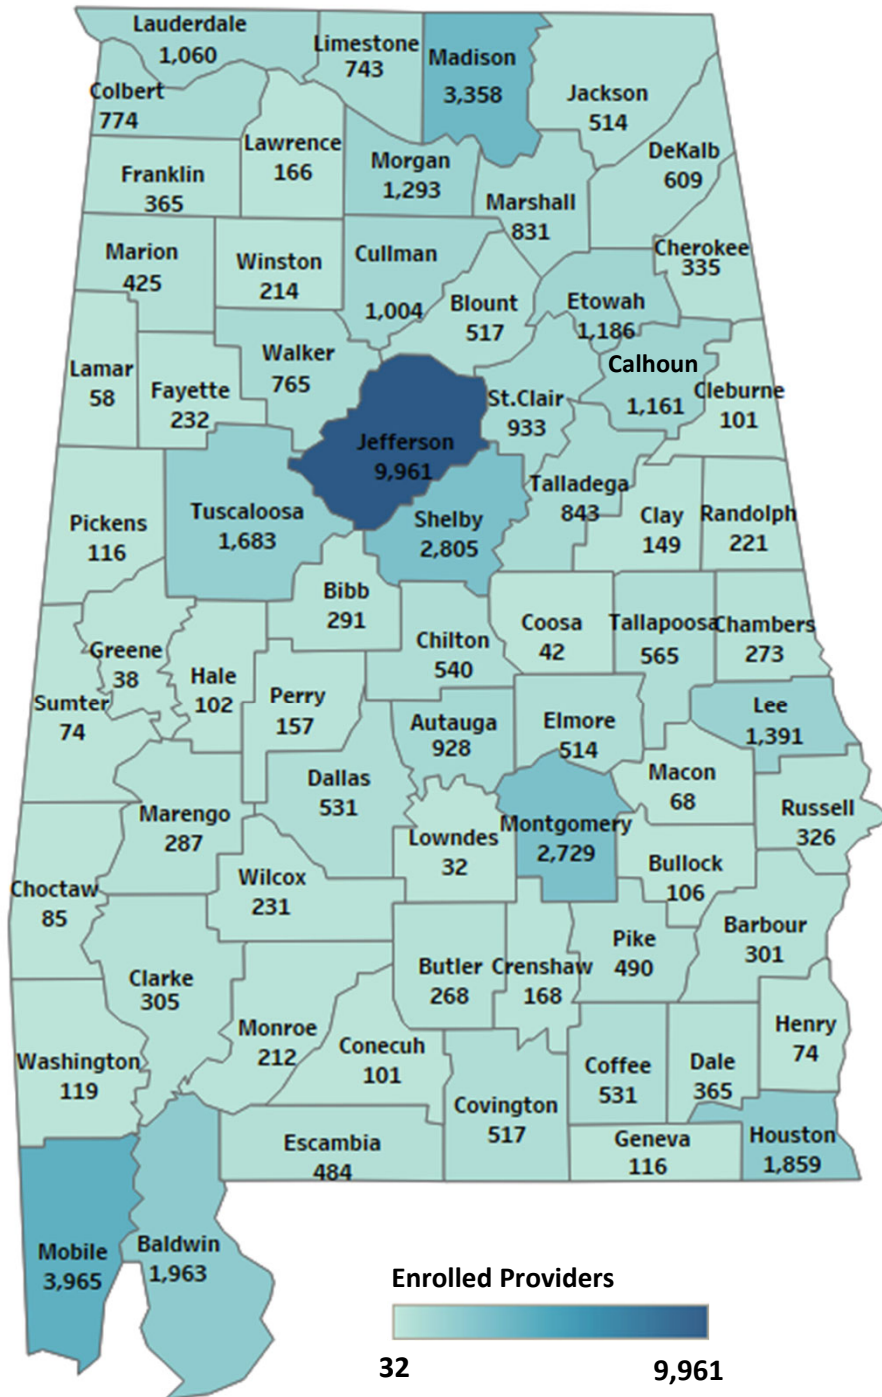 Lauderdale
1,060
Limestone
743
Madison
3,358
Jackson
514
Colbert
774
Lawrence
166
DeKalb
609
Franklin
365
Morgan
1,293
Marshall
831
Marion
425
Winston
214
Cullman
1,004
Cherokee
335
Blount
517
Etowah
1,186
Lamar
58
Fayette
232
Walker
765
Calhoun
1,161
St.Clair
933
Cleburne
101
Jefferson
9,961
Pickens
116
Tuscaloosa
1,683
Shelby
2,805
Talladega
843
Clay
149
Randolph
221
Bibb
291
Greene
38
Hale
102
Chilton
540
Coosa
42
Tallapoosa
565
Chambers
273
Sumter
74
Perry
157
Autauga
928
Elmore
514
Lee
1,391
Dallas
531
Macon
68
Marengo
287
Lowndes
32
Montgomery
2,729
Russell
326
Choctaw
85
Wilcox
231
Bullock
106
Barbour
301
Clarke
305
Butler
268
Crenshaw
168
Pike
490
Monroe
212
Conecuh
101
Henry
74
Washington
119
Covington
517
Coffee
531
Dale
365
Escambia
484
Geneva
116
Houston
1,859
Mobile
3,965
Baldwin
1,963
Enrolled Providers
32
9,961